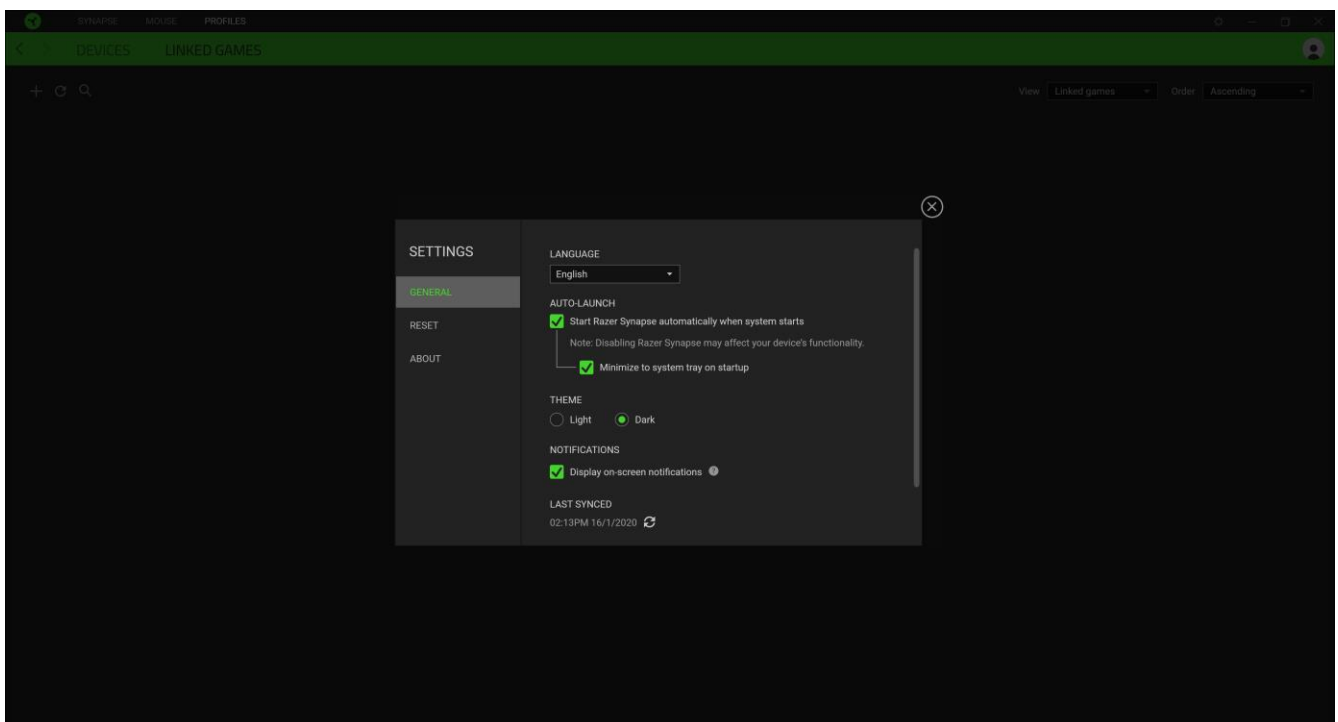 SYNAPSE MOUSE PROFILES
DEVICES LINKED GAMES
View Linked games Order Ascending
SETTINGS
GENERAL
RESET
ABOUT
LANGUAGE
English
AUTO-LAUNCH
Start Razer Synapse automatically when system starts
Note: Disabling Razer Synapse may affect your device's functionality.
Minimize to system tray on startup
THEME
Light Dark
NOTIFICATIONS
Display on-screen notifications
LAST SYNCED
02:13PM 16/1/2020